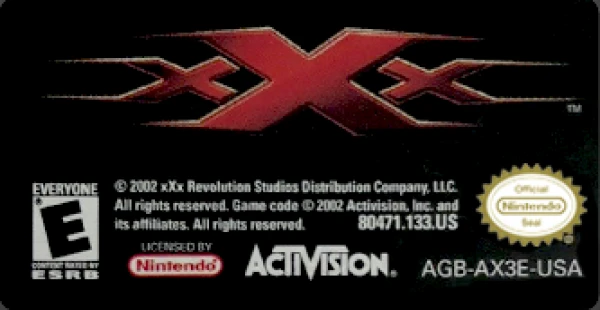 xXx
™
EVERYONE
E
CONTENT RATED BY
ESRB
© 2002 xXx Revolution Studios Distribution Company, LLC.
All rights reserved. Game code © 2002 Activision, Inc. and
its affiliates. All rights reserved. 80471.133.US
LICENSED BY
Nintendo
ACTIVISION.
Official
Nintendo
Seal
®
AGB-AX3E-USA